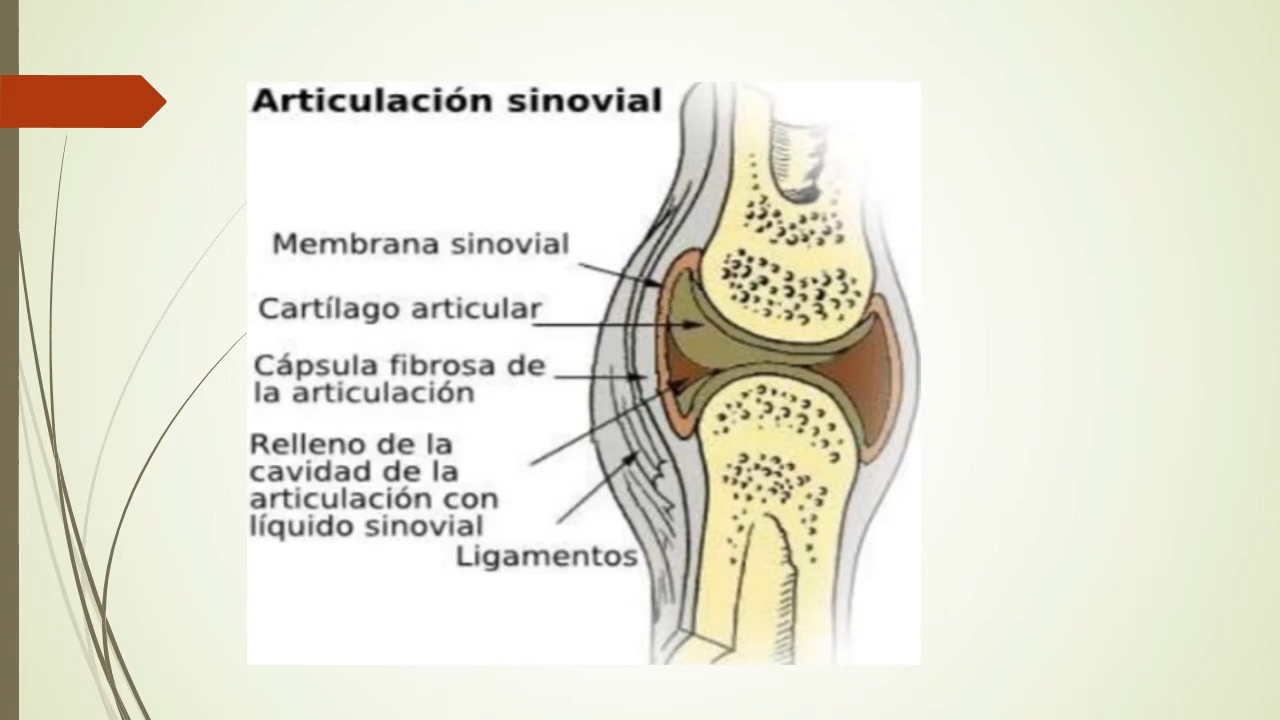 Articulación sinovial
Membrana sinovial
Cartílago articular
Cápsula fibrosa de
la articulación
Relleno de la
cavidad de la
articulación con
líquido sinovial
Ligamentos